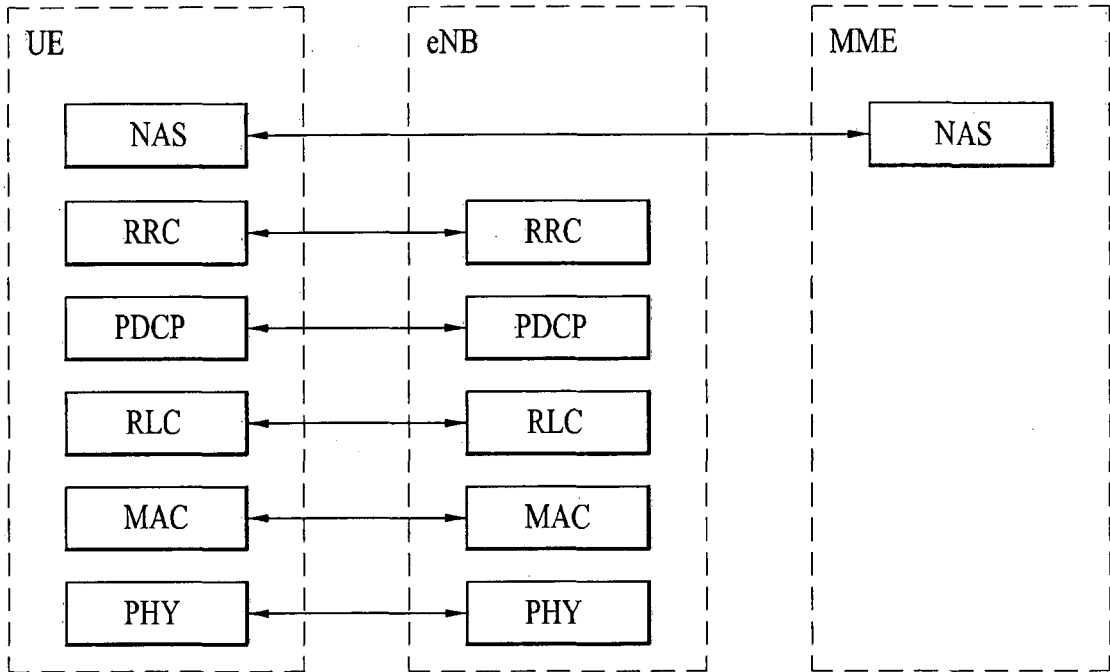 UE eNB MME
NAS NAS
RRC RRC
PDCP PDCP
RLC RLC
MAC MAC
PHY PHY